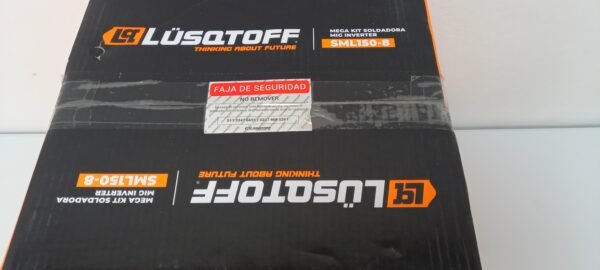 LÜSQTOFF
THINKING ABOUT FUTURE
MEGA KIT SOLDADORA
MIG INVERTER
SML150-8
FAJA DE SEGURIDAD
NO REMOVER
LÜSQTOFF
THINKING ABOUT FUTURE
MEGA KIT SOLDADORA
MIG INVERTER
SML150-8